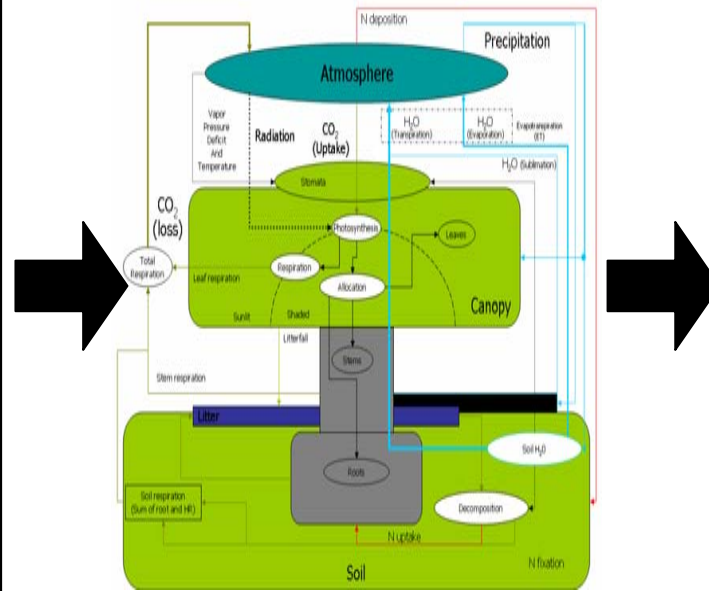 N deposition
Precipitation
Atmosphere
Vapor
Pressure
Deficit
And
Temperature
Radiation
CO₂
(Uptake)
H₂O
(Transpiration)
H₂O
(Evaporation)
Evapotranspiration
(ET)
H₂O (Sublimation)
Stomata
CO₂
(loss)
Photosynthesis
Leaves
Total
Respiration
Respiration
Leaf respiration
Allocation
Canopy
Sunlit
Shaded
Litterfall
Stems
Stem respiration
Litter
Soil H₂O
Roots
Soil respiration
(Sum of root and HR)
Decomposition
N uptake
N fixation
Soil